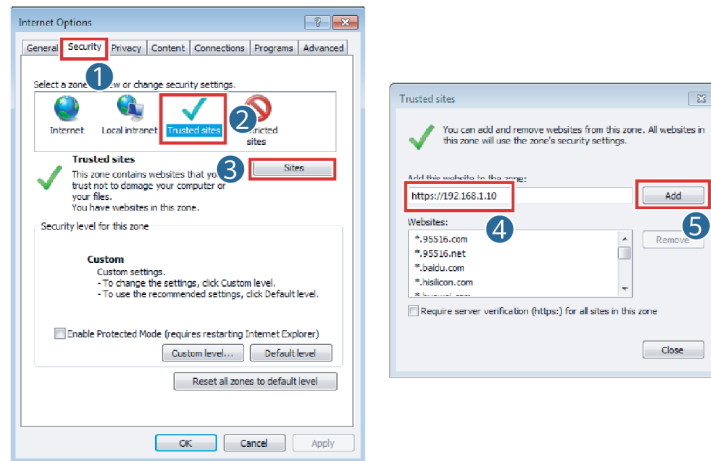 Internet Options
General Security Privacy Content Connections Programs Advanced
1
Select a zone or change security settings.
2
Internet Local intranet Trusted sites sites
3
Trusted sites
Sites
This zone contains websites that you
trust not to damage your computer or
your files.
You have websites in this zone.
Security level for this zone
Custom
Custom settings.
- To change the settings, click Custom level.
- To use the recommended settings, click Default level.
Enable Protected Mode (requires restarting Internet Explorer)
Custom level... Default level
Reset all zones to default level
OK Cancel Apply
Trusted sites
You can add and remove websites from this zone. All websites in
this zone will use the zone's security settings.
Add this website to the zone:
https://192.168.1.10
Add
4
5
Websites:
*.95516.com
*.95516.net
*.baidu.com
*.hisilicon.com
Remove
Require server verification (https:) for all sites in this zone
Close